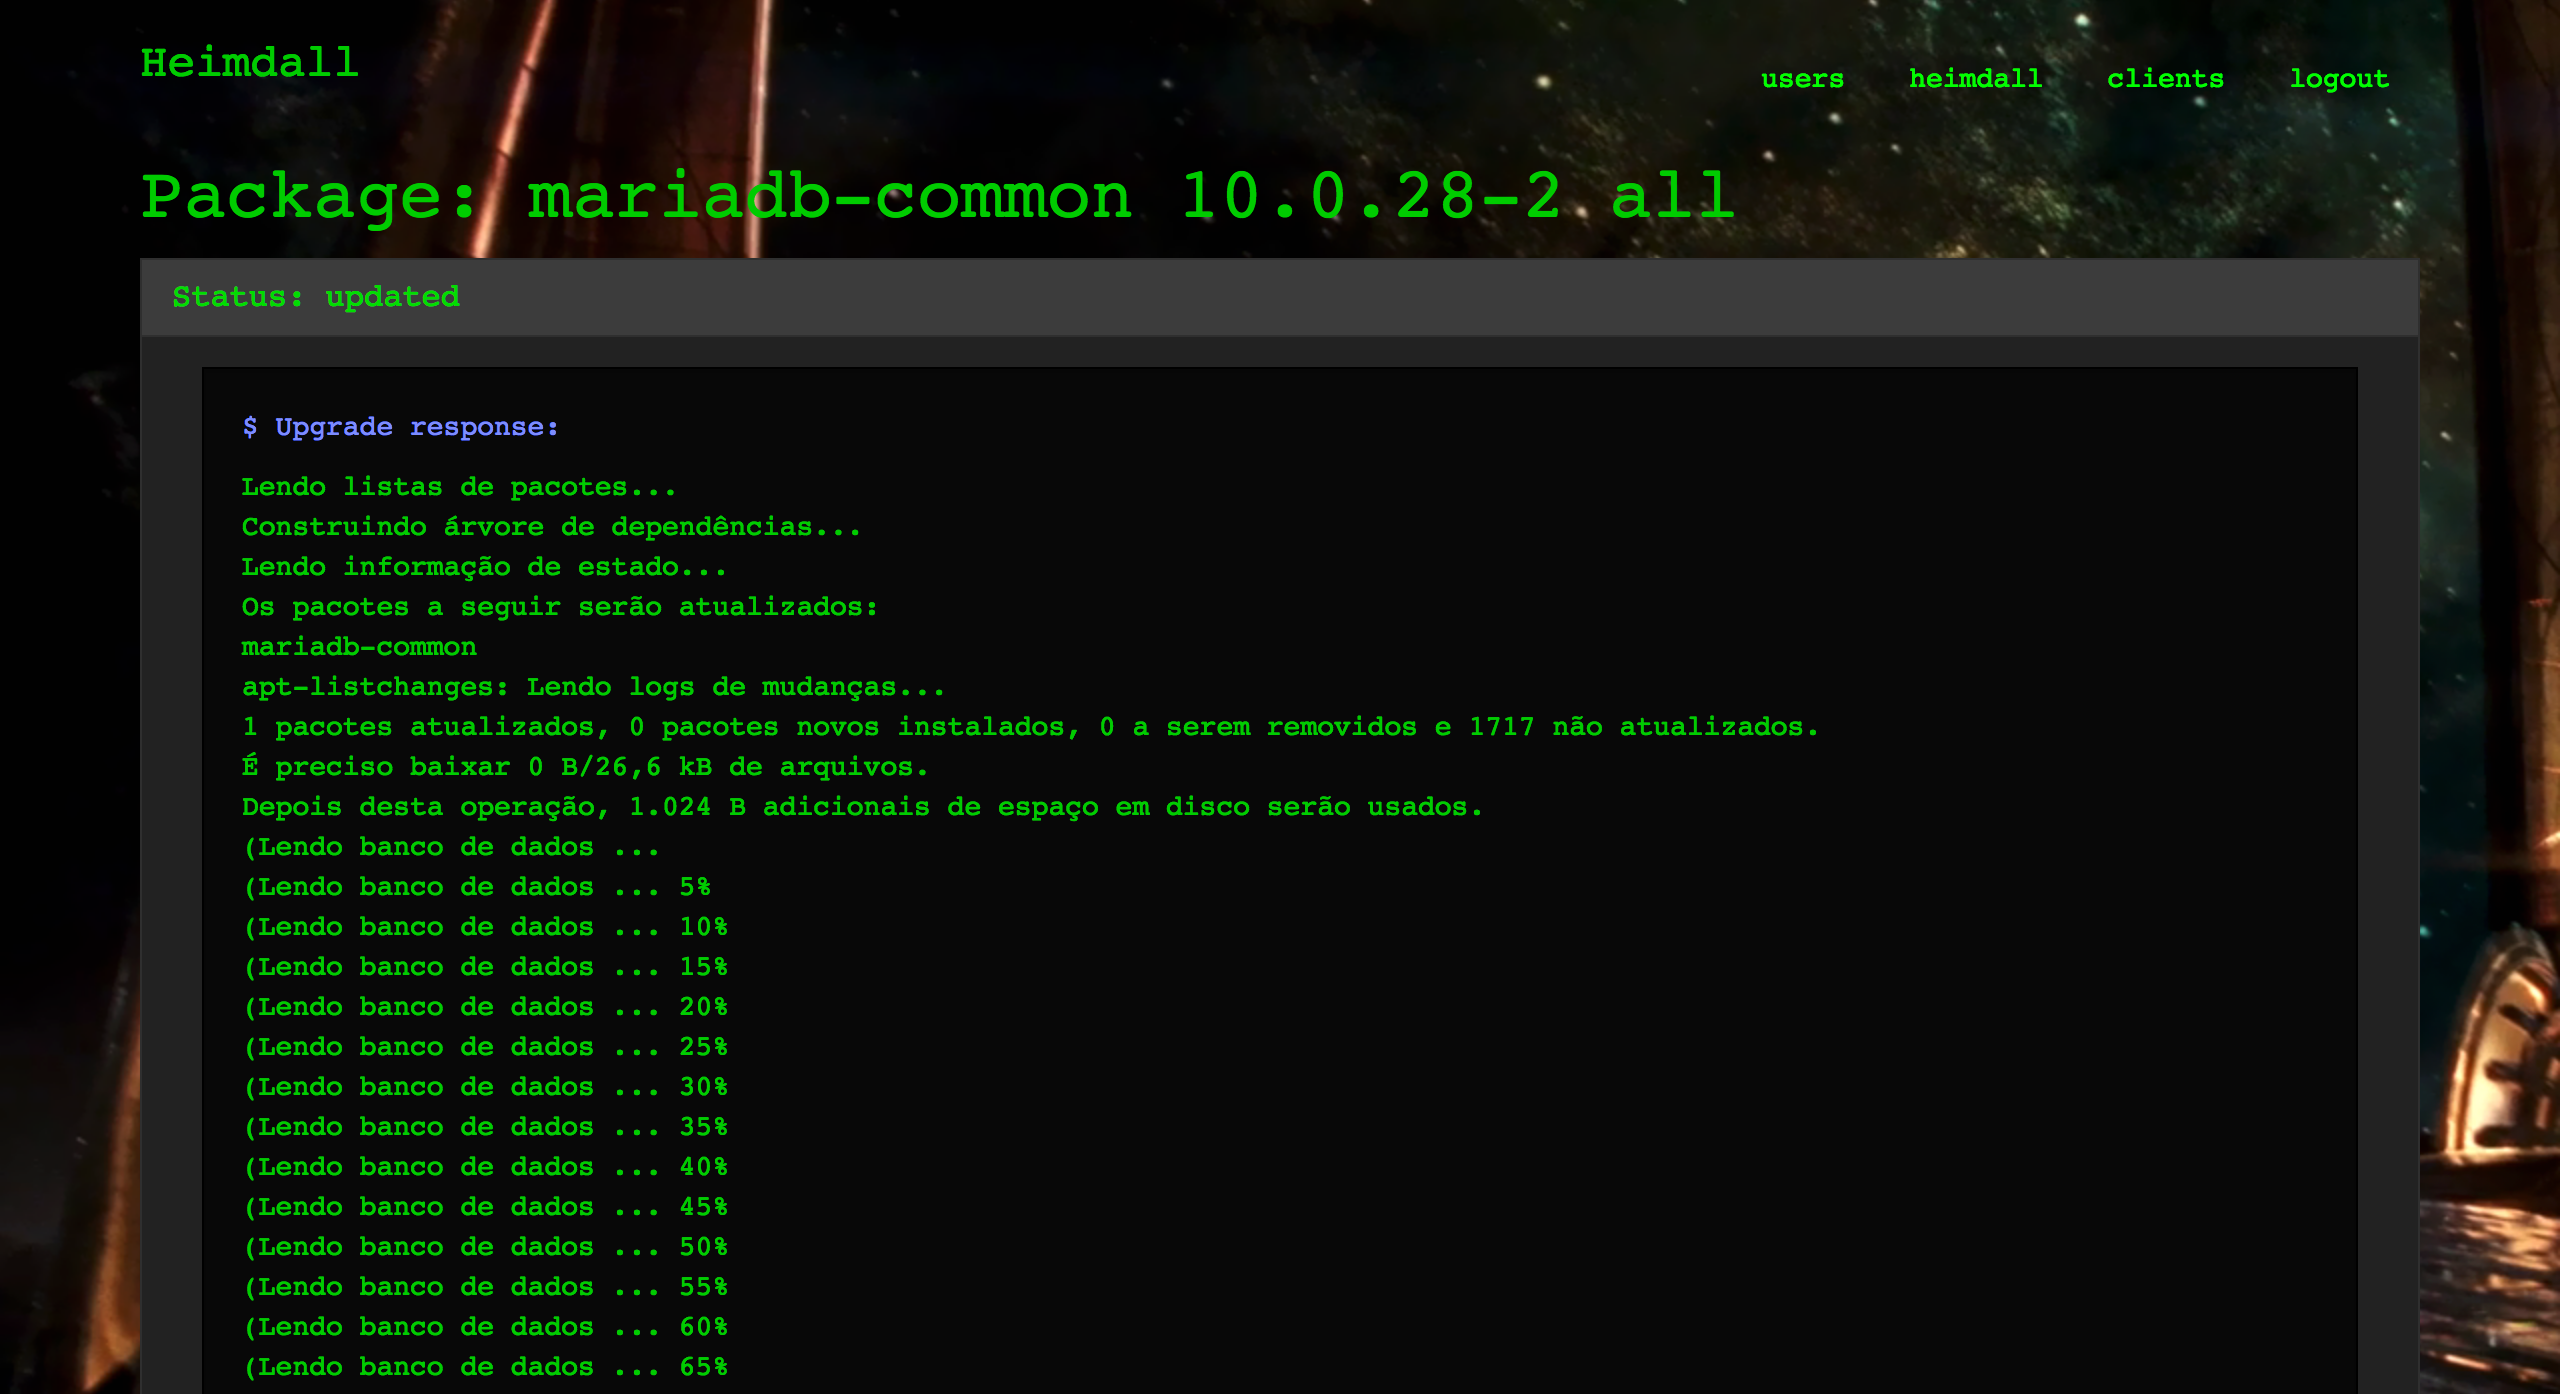 Heimdall
users heimdall clients logout
Package: mariadb-common 10.0.28-2 all
Status: updated
$ Upgrade response:
Lendo listas de pacotes...
Construindo árvore de dependências...
Lendo informação de estado...
Os pacotes a seguir serão atualizados:
mariadb-common
apt-listchanges: Lendo logs de mudanças...
1 pacotes atualizados, 0 pacotes novos instalados, 0 a serem removidos e 1717 não atualizados.
É preciso baixar 0 B/26,6 kB de arquivos.
Depois desta operação, 1.024 B adicionais de espaço em disco serão usados.
(Lendo banco de dados ...
(Lendo banco de dados ... 5%
(Lendo banco de dados ... 10%
(Lendo banco de dados ... 15%
(Lendo banco de dados ... 20%
(Lendo banco de dados ... 25%
(Lendo banco de dados ... 30%
(Lendo banco de dados ... 35%
(Lendo banco de dados ... 40%
(Lendo banco de dados ... 45%
(Lendo banco de dados ... 50%
(Lendo banco de dados ... 55%
(Lendo banco de dados ... 60%
(Lendo banco de dados ... 65%